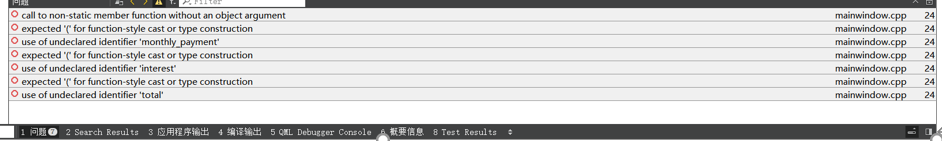 问题 Filter
call to non-static member function without an object argument mainwindow.cpp 24
expected '(' for function-style cast or type construction mainwindow.cpp 24
use of undeclared identifier 'monthly_payment' mainwindow.cpp 24
expected '(' for function-style cast or type construction mainwindow.cpp 24
use of undeclared identifier 'interest' mainwindow.cpp 24
expected '(' for function-style cast or type construction mainwindow.cpp 24
use of undeclared identifier 'total' mainwindow.cpp 24
1 问题 7 2 Search Results 3 应用程序输出 4 编译输出 5 QML Debugger Console 6 概要信息 8 Test Results